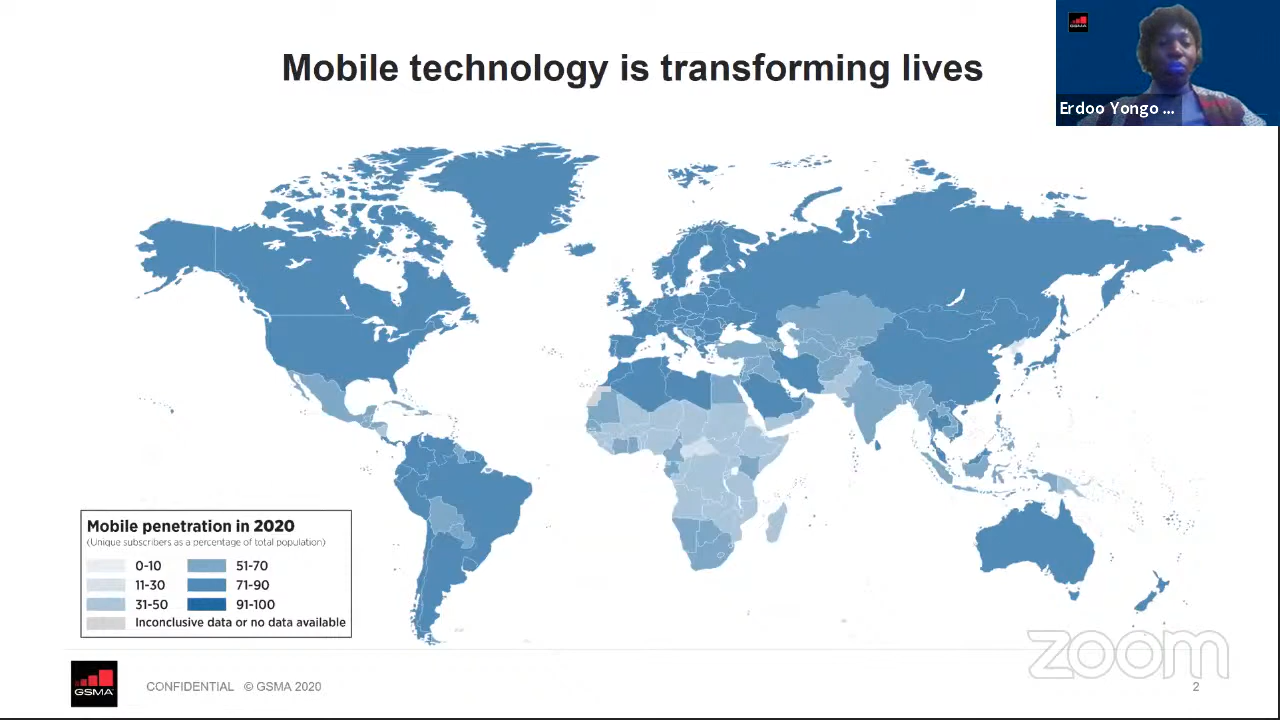 Mobile technology is transforming lives
GSMA
Erdoo Yongo ...
Mobile penetration in 2020
(Unique subscribers as a percentage of total population)
0-10
51-70
11-30
71-90
31-50
91-100
Inconclusive data or no data available
zoom
GSMA
CONFIDENTIAL © GSMA 2020
2